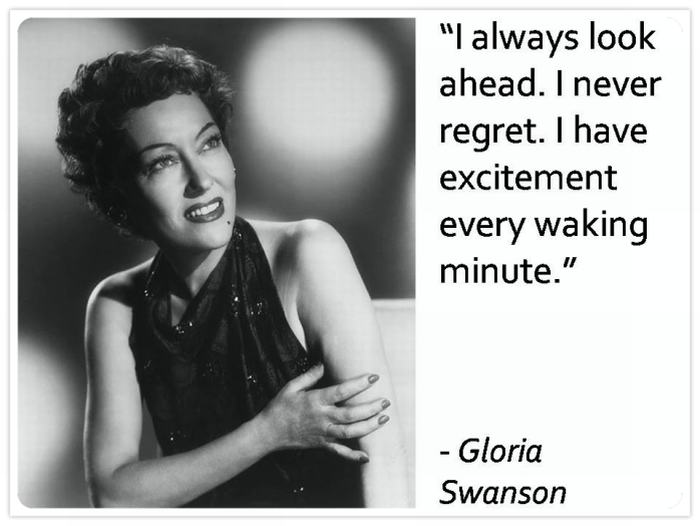 “I always look
ahead. I never
regret. I have
excitement
every waking
minute.”
- Gloria
Swanson